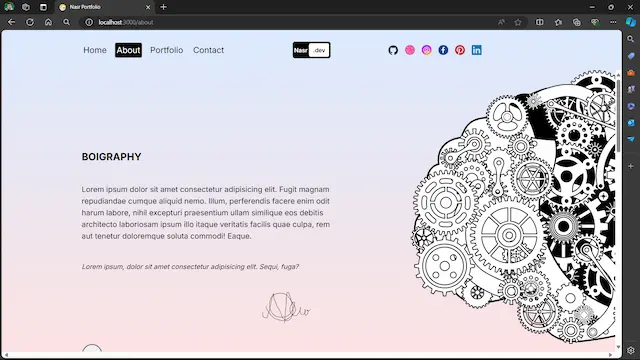 Nasr Portfolio
localhost:3000/about
Home About Portfolio Contact
Nasr .dev
BOIGRAPHY
Lorem ipsum dolor sit amet consectetur adipisicing elit. Fugit magnam
repudiandae cumque aliquid nemo. Illum, perferendis facere enim odit
harum labore, nihil excepturi praesentium ullam similique eos debitis
architecto laboriosam ipsum illo itaque veritatis facilis quae culpa, rem
aut tenetur doloremque soluta commodi! Eaque.
Lorem ipsum, dolor sit amet consectetur adipisicing elit. Sequi, fuga?